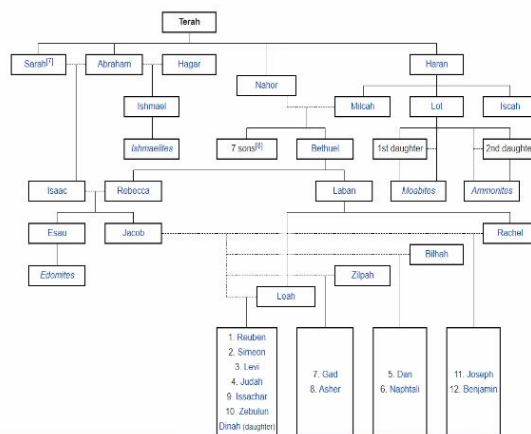 Terah
Sarah[7]
Abraham
Hagar
Nahor
Haran
Ishmael
Milcah
Lot
Iscah
Ishmaelites
7 sons[8]
Bethuel
1st daughter
2nd daughter
Isaac
Rebecca
Laban
Moabites
Ammonites
Esau
Jacob
Rachel
Bilhah
Edomites
Zilpah
Leah
1. Reuben
2. Simeon
3. Levi
4. Judah
9. Issachar
10. Zebulun
Dinah (daughter)
7. Gad
8. Asher
5. Dan
6. Naphtali
11. Joseph
12. Benjamin